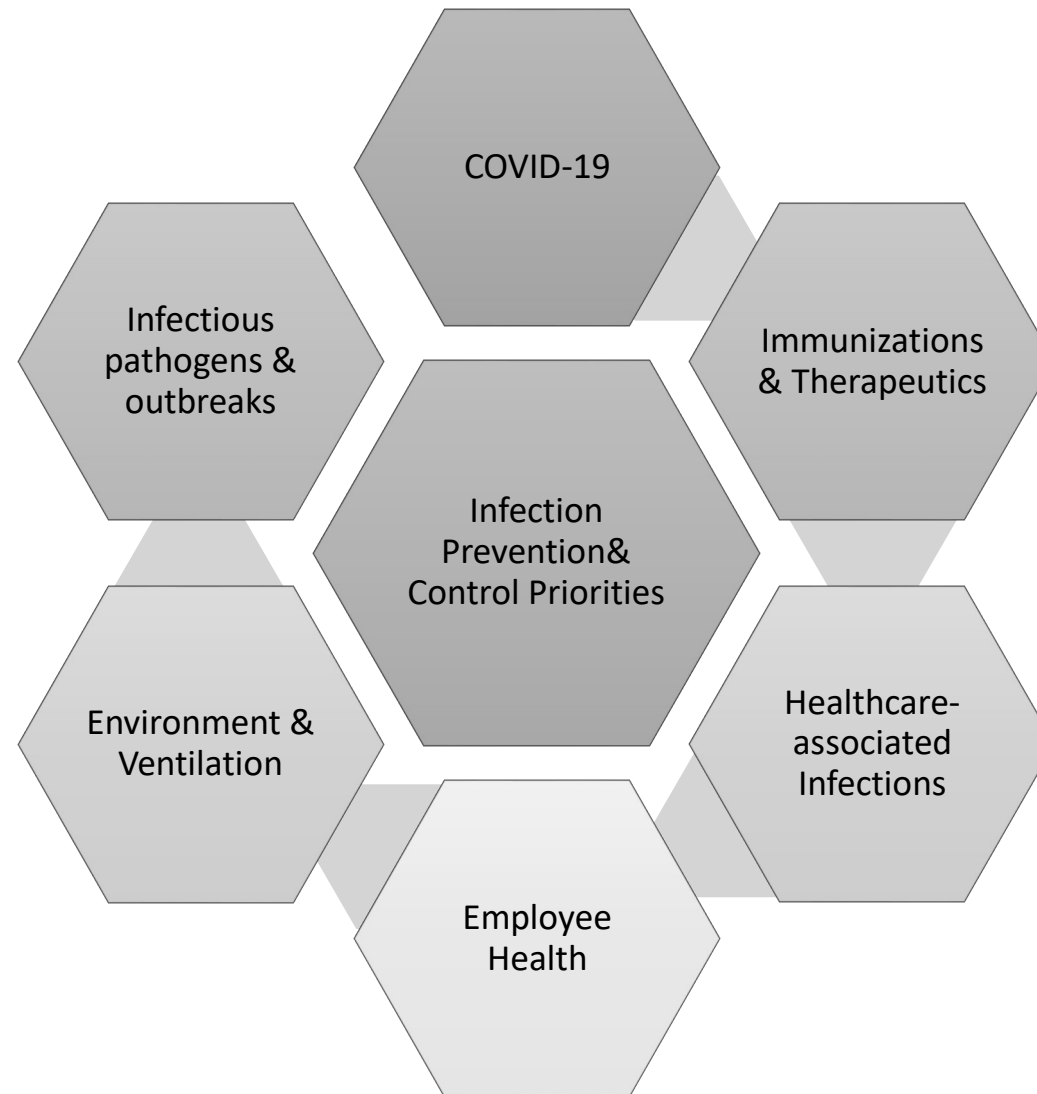 COVID-19
Immunizations
& Therapeutics
Healthcare-
associated
Infections
Employee
Health
Environment &
Ventilation
Infectious
pathogens &
outbreaks
Infection
Prevention&
Control Priorities